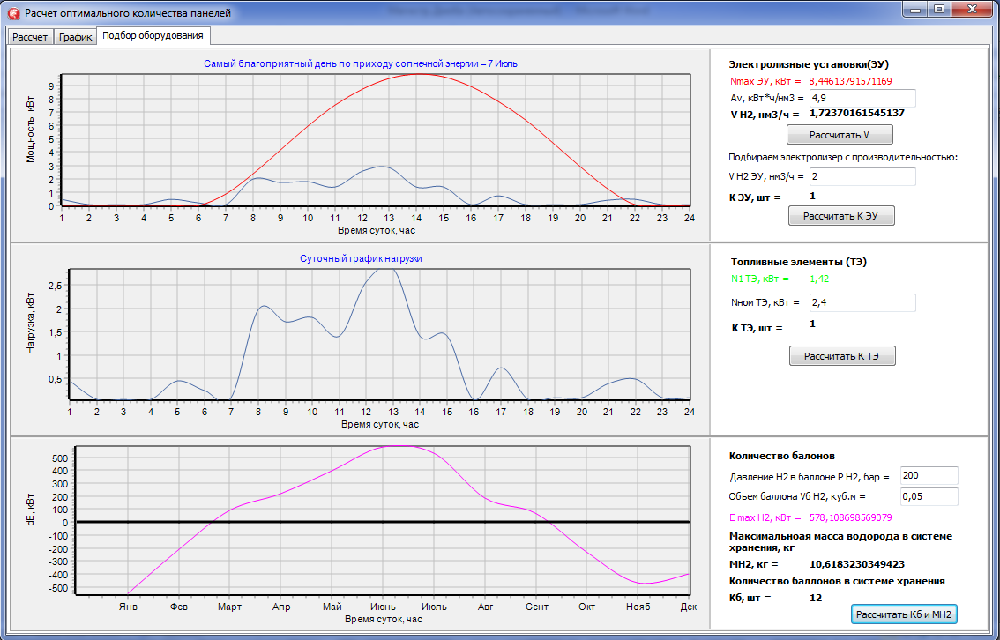 Расчет оптимального количества панелей
Рассчет График Подбор оборудования
Самый благоприятный день по приходу солнечной энергии – 7 Июль
Мощность, кВт
9
8
7
6
5
4
3
2
1
0
1 2 3 4 5 6 7 8 9 10 11 12 13 14 15 16 17 18 19 20 21 22 23 24
Время суток, час
Электролизные установки(ЭУ)
Nmax ЭУ, кВт = 8,44613791571169
Av, кВт*ч/нм3 = 4,9
V H2, нм3/ч = 1,72370161545137
Рассчитать V
Подбираем электролизер с производительностью:
V H2 ЭУ, нм3/ч = 2
К ЭУ, шт = 1
Рассчитать К ЭУ
Суточный график нагрузки
Нагрузка, кВт
2,5
2
1,5
1
0,5
1 2 3 4 5 6 7 8 9 10 11 12 13 14 15 16 17 18 19 20 21 22 23 24
Время суток, час
Топливные элементы (ТЭ)
N1 ТЭ, кВт = 1,42
Nном ТЭ, кВт = 2,4
К ТЭ, шт = 1
Рассчитать К ТЭ
dE, кВт
500
400
300
200
100
0
-100
-200
-300
-400
-500
Янв Фев Март Апр Май Июнь Июль Авг Сент Окт Нояб Дек
Время суток, час
Количество балонов
Давление H2 в баллоне P H2, бар = 200
Объем баллона Vб H2, куб.м = 0,05
E max H2, кВт = 578,108698569079
Максимальноая масса водорода в системе
хранения, кг
МН2, кг = 10,6183230349423
Количество баллонов в системе хранения
Кб, шт = 12
Рассчитать Кб и МН2